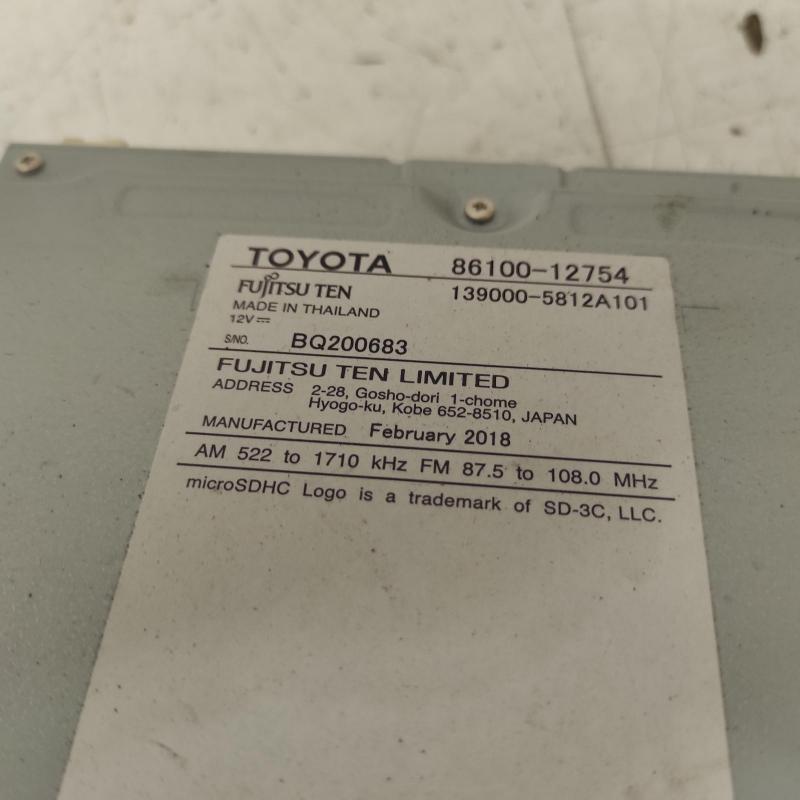 TOYOTA 86100-12754
FUJITSU TEN 139000-5812A101
MADE IN THAILAND
12V⎓
S/NO. BQ200683
FUJITSU TEN LIMITED
ADDRESS 2-28, Gosho-dori 1-chome
Hyogo-ku, Kobe 652-8510, JAPAN
MANUFACTURED February 2018
AM 522 to 1710 kHz FM 87.5 to 108.0 MHz
microSDHC Logo is a trademark of SD-3C, LLC.